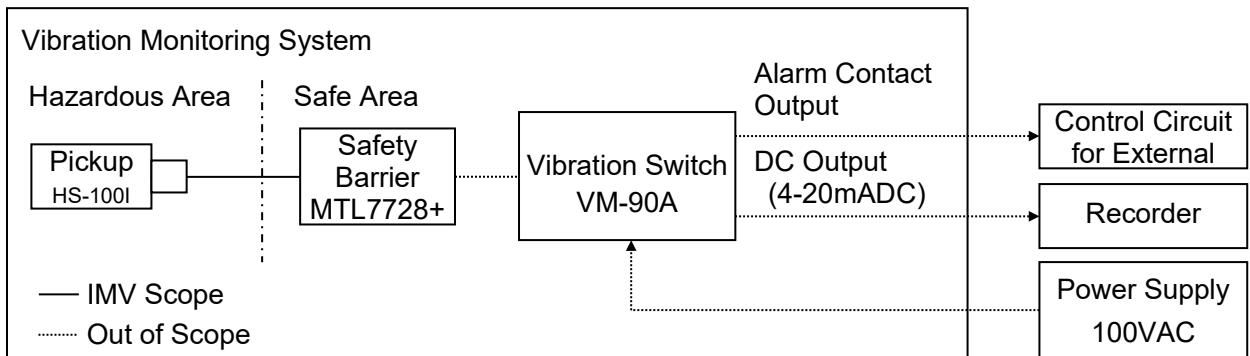 Vibration Monitoring System
Hazardous Area
Safe Area
Pickup
HS-100I
Safety
Barrier
MTL7728+
Vibration Switch
VM-90A
Alarm Contact
Output
DC Output
(4-20mADC)
Control Circuit
for External
Recorder
Power Supply
100VAC
IMV Scope
Out of Scope